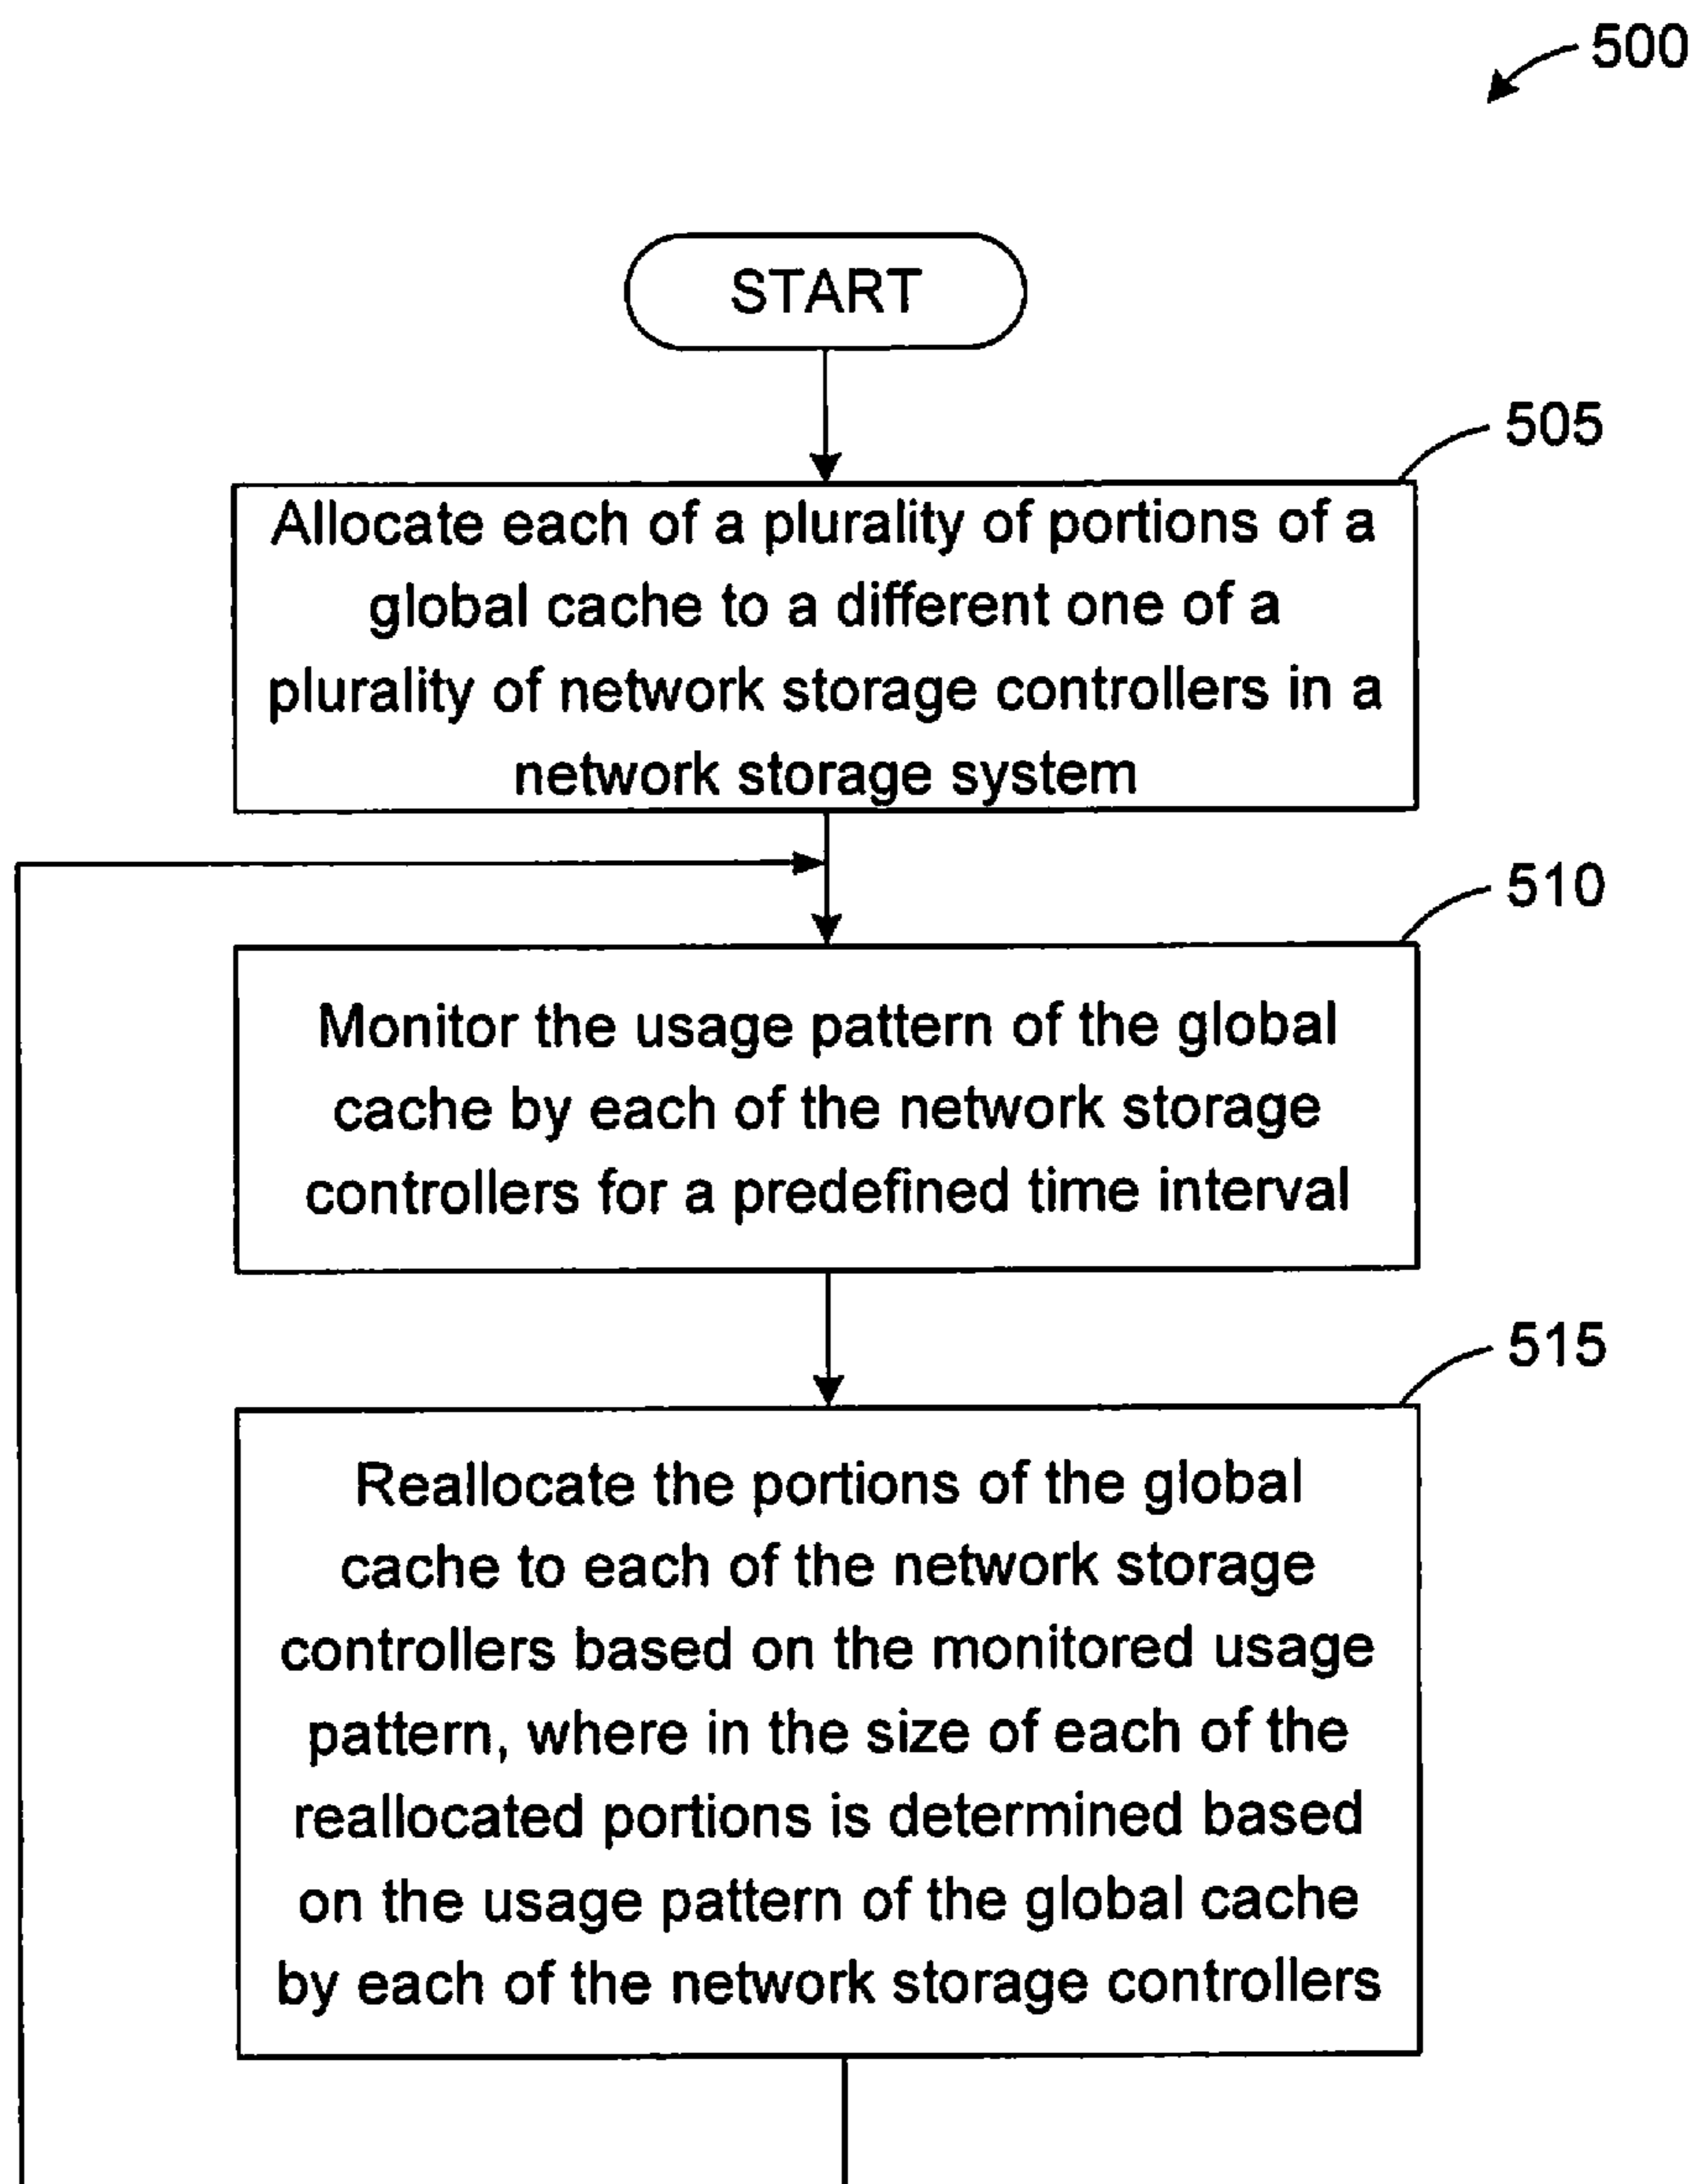 500
START
505
Allocate each of a plurality of portions of a
global cache to a different one of a
plurality of network storage controllers in a
network storage system
510
Monitor the usage pattern of the global
cache by each of the network storage
controllers for a predefined time interval
515
Reallocate the portions of the global
cache to each of the network storage
controllers based on the monitored usage
pattern, where in the size of each of the
reallocated portions is determined based
on the usage pattern of the global cache
by each of the network storage controllers